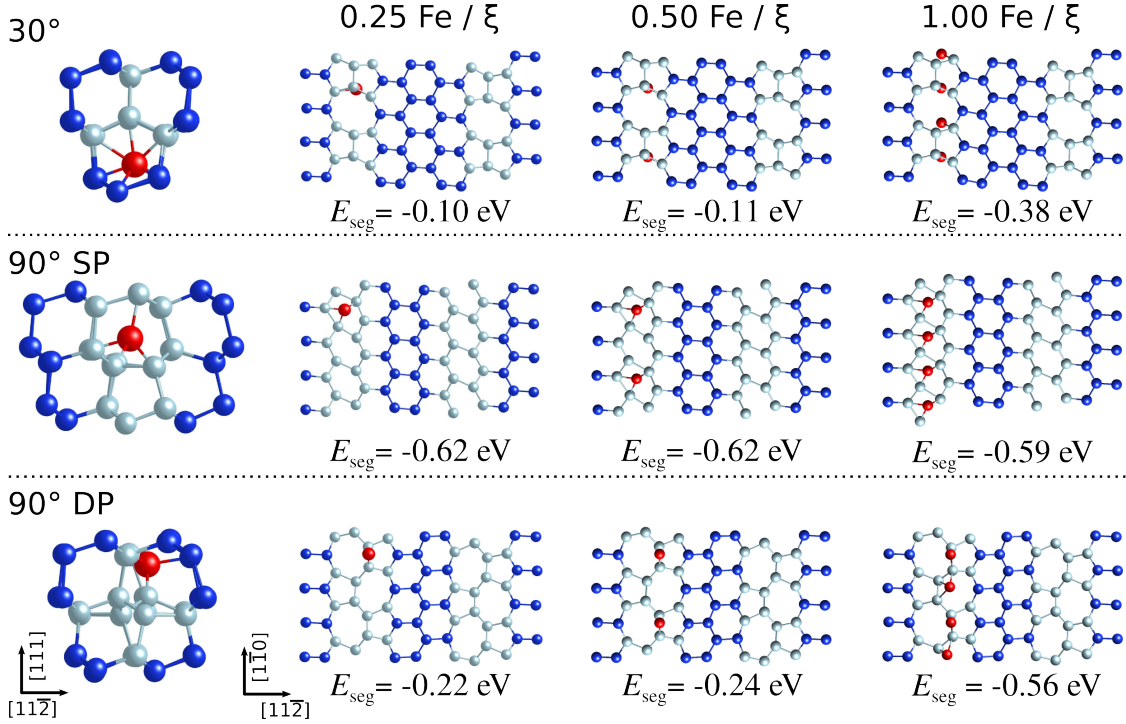 0.25 Fe / ξ 0.50 Fe / ξ 1.00 Fe / ξ
30°
E_seg= -0.10 eV E_seg= -0.11 eV E_seg= -0.38 eV
90° SP
E_seg= -0.62 eV E_seg= -0.62 eV E_seg= -0.59 eV
90° DP
[111] [11̄0]
[112̄] [112̄]
E_seg= -0.22 eV E_seg= -0.24 eV E_seg = -0.56 eV